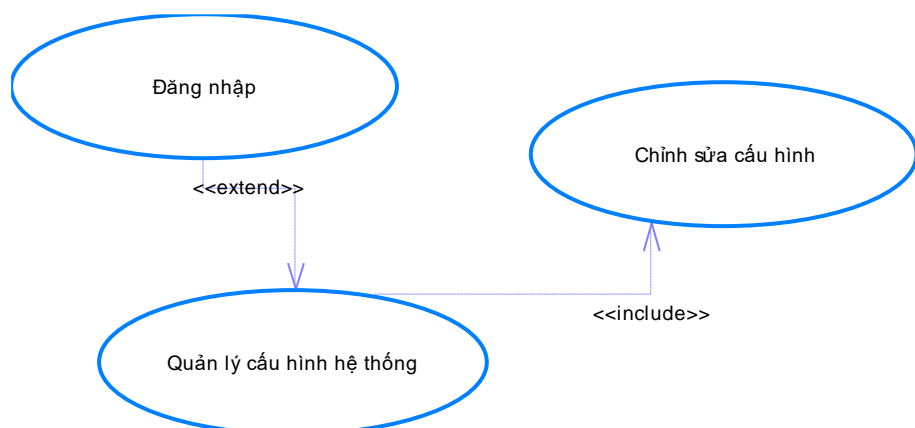 Đăng nhập
Chỉnh sửa cấu hình
<<extend>>
<<include>>
Quản lý cấu hình hệ thống